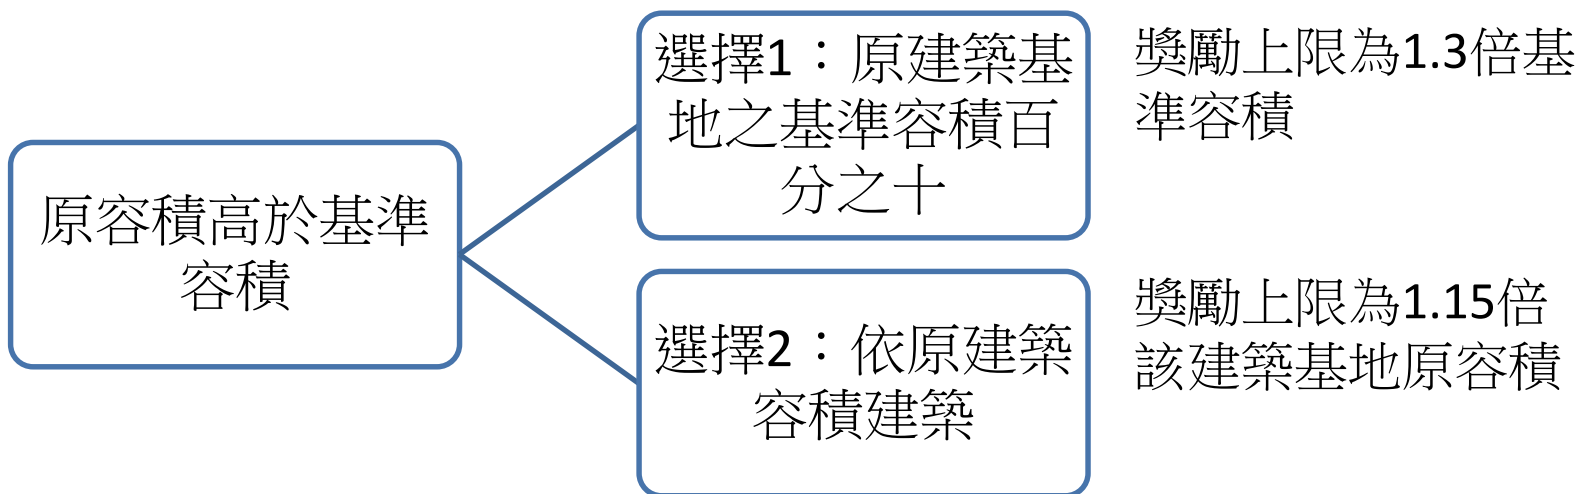 原容積高於基準
容積
選擇1：原建築基
地之基準容積百
分之十
獎勵上限為1.3倍基
準容積
選擇2：依原建築
容積建築
獎勵上限為1.15倍
該建築基地原容積